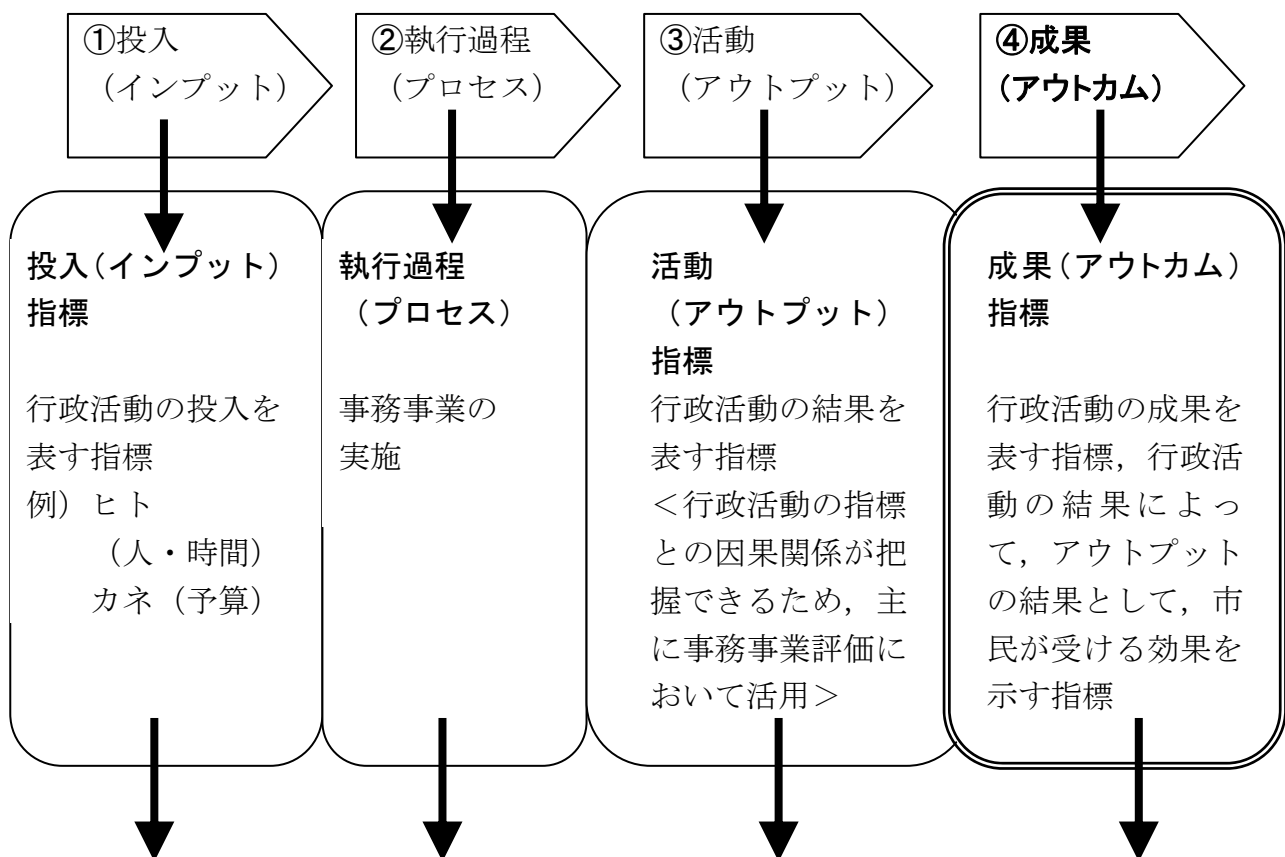 ①投入
（インプット）
②執行過程
（プロセス）
③活動
（アウトプット）
④成果
（アウトカム）
投入（インプット）
指標
行政活動の投入を
表す指標
例）ヒト
（人・時間）
カネ（予算）
執行過程
（プロセス）
事務事業の
実施
活動
（アウトプット）
指標
行政活動の結果を
表す指標
＜行政活動の指標
との因果関係が把
握できるため，主
に事務事業評価に
おいて活用＞
成果（アウトカム）
指標
行政活動の成果を
表す指標，行政活
動の結果によっ
て，アウトプット
の結果として，市
民が受ける効果を
示す指標